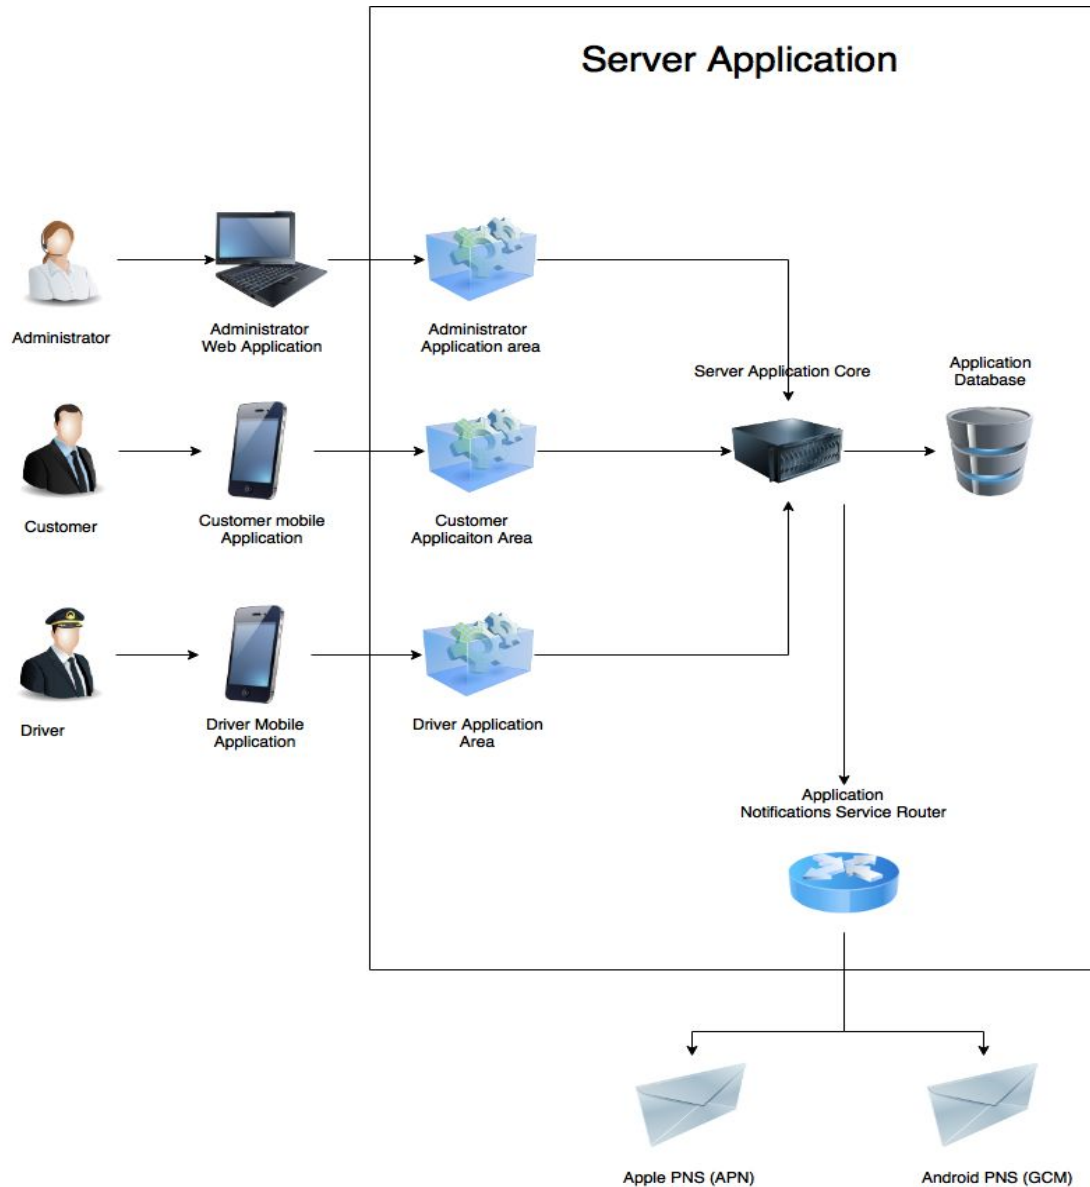 Server Application
Administrator
Administrator
Web Application
Administrator
Application area
Server Application Core
Application
Database
Customer
Customer mobile
Application
Customer
Applicaiton Area
Driver
Driver Mobile
Application
Driver Application
Area
Application
Notifications Service Router
Apple PNS (APN)
Android PNS (GCM)